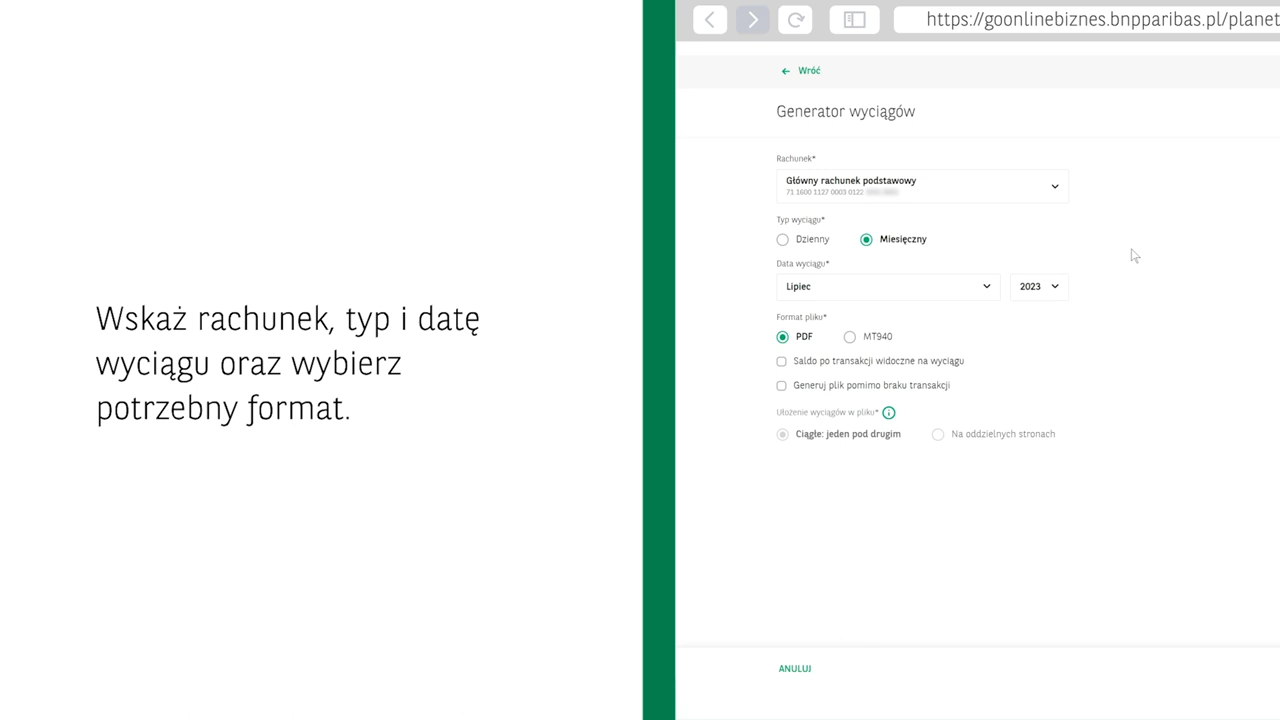 Wskaż rachunek, typ i datę
wyciągu oraz wybierz
potrzebny format.
https://goonlinebiznes.bnpparibas.pl/planet
Wróć
Generator wyciągów
Rachunek*
Główny rachunek podstawowy
71 1600 1127 0003 0122
Typ wyciągu*
Dzienny Miesięczny
Data wyciągu*
Lipiec 2023
Format pliku*
PDF MT940
Saldo po transakcji widoczne na wyciągu
Generuj plik pomimo braku transakcji
Ułożenie wyciągów w pliku*
Ciągłe: jeden pod drugim Na oddzielnych stronach
ANULUJ